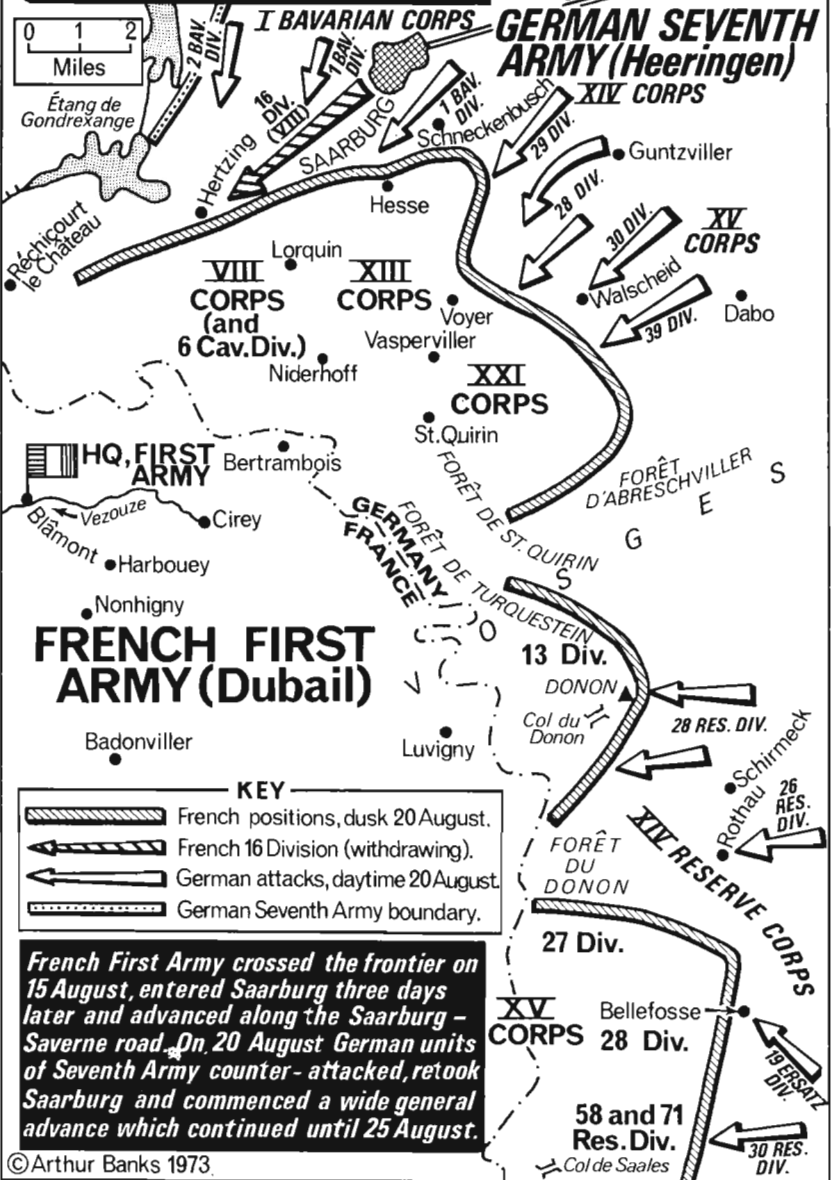 0 1 2
Miles
2 BAV.
DIV.
I BAVARIAN CORPS
1 BAV.
DIV.
GERMAN SEVENTH
ARMY (Heeringen)
Étang de
Gondrexange
16
DIV.
(VIII)
SAARBURG
1 BAV.
DIV.
Schneckenbusch
XIV CORPS
29 DIV.
Guntzviller
28 DIV.
Hertzing
Hesse
30 DIV.
XV
CORPS
Réchicourt
le Château
Lorquin
VIII
CORPS
(and
6 Cav.Div.)
XIII
CORPS
Walscheid
Voyer
Dabo
39 DIV.
Vasperviller
Niderhoff
XXI
CORPS
St.Quirin
HQ, FIRST
ARMY
Bertrambois
FORÊT
D'ABRESCHVILLER
FORÊT DE ST. QUIRIN
Vezouze
Cirey
Blâmont
GERMANY
FRANCE
FORÊT DE TURQUESTEIN
V O S G E S
Harbouey
Nonhigny
FRENCH FIRST
ARMY (Dubail)
13 Div.
DONON
Col du
Donon
28 RES. DIV.
Badonviller
Luvigny
Schirmeck
Rothau
26
RES.
DIV.
KEY
French positions, dusk 20 August.
French 16 Division (withdrawing).
German attacks, daytime 20 August.
German Seventh Army boundary.
FORÊT
DU
DONON
XIV RESERVE CORPS
27 Div.
French First Army crossed the frontier on
15 August, entered Saarburg three days
later and advanced along the Saarburg –
Saverne road. On 20 August German units
of Seventh Army counter-attacked, retook
Saarburg and commenced a wide general
advance which continued until 25 August.
XV
CORPS
Bellefosse
28 Div.
19 ERSATZ
DIV.
58 and 71
Res. Div.
30 RES.
DIV.
Col de Saales
© Arthur Banks 1973